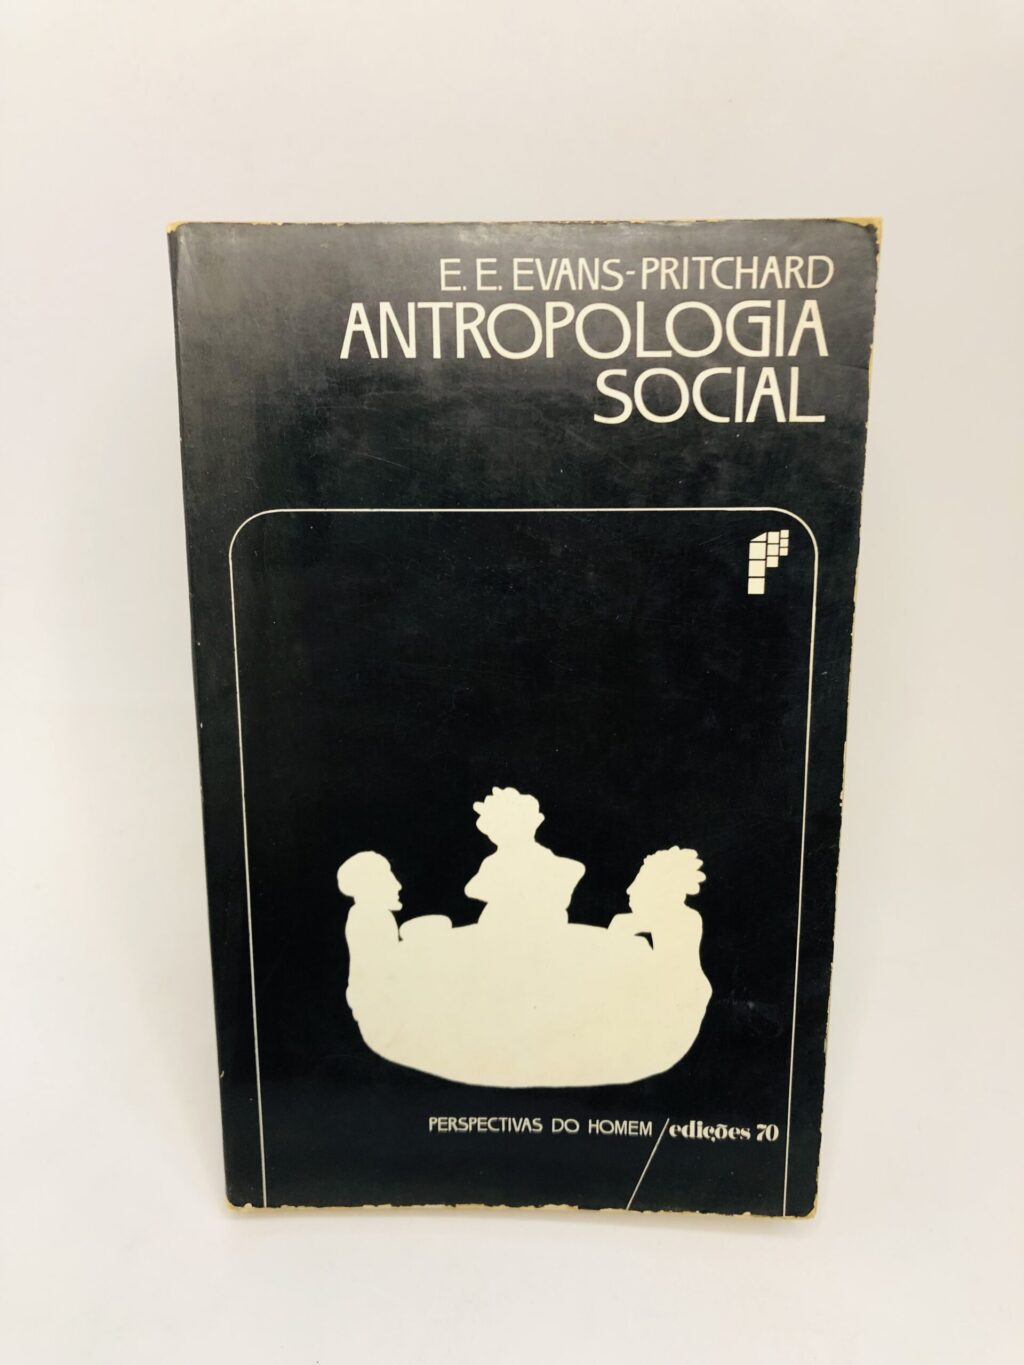 E. E. EVANS-PRITCHARD
ANTROPOLOGIA
SOCIAL
PERSPECTIVAS DO HOMEM / edições 70